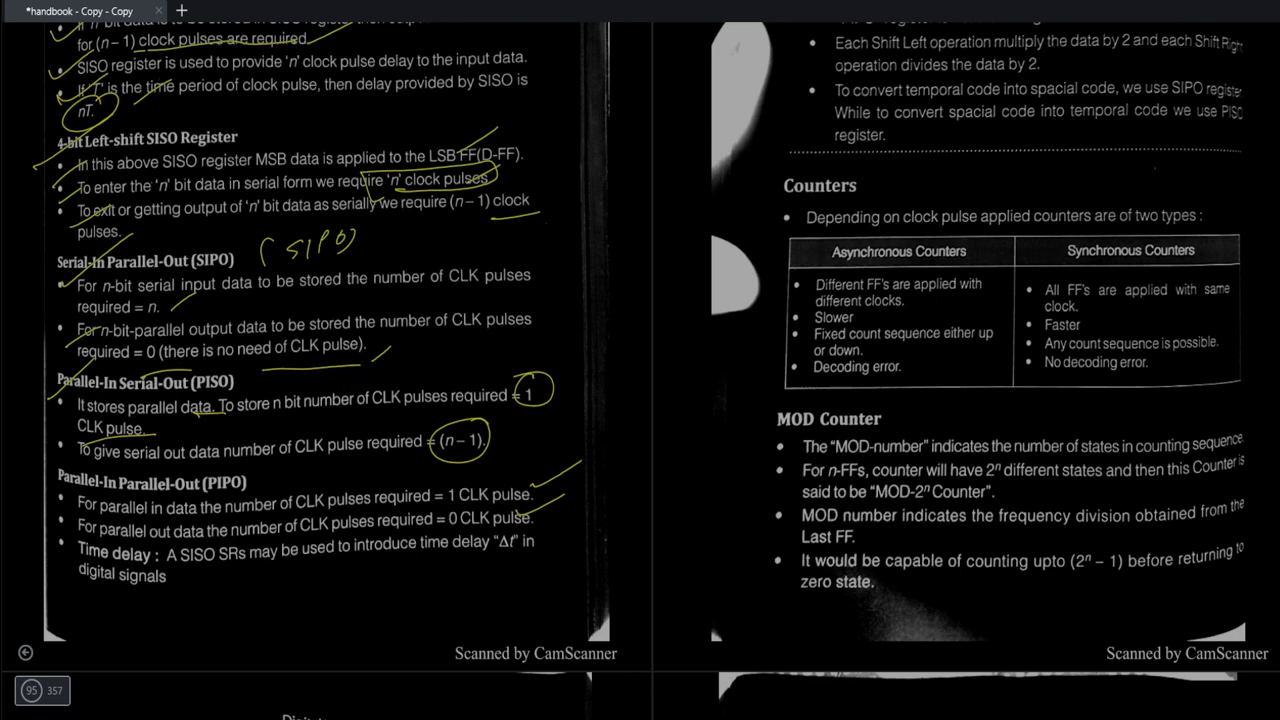 *handbook - Copy - Copy
for (n – 1) clock pulses are required.
SISO register is used to provide 'n' clock pulse delay to the input data.
If 'T' is the time period of clock pulse, then delay provided by SISO is
nT.
4-bit Left-shift SISO Register
In this above SISO register MSB data is applied to the LSB FF(D-FF).
To enter the 'n' bit data in serial form we require 'n' clock pulses
To exit or getting output of 'n' bit data as serially we require (n – 1) clock
pulses.
(SIPO)
Serial-In Parallel-Out (SIPO)
For n-bit serial input data to be stored the number of CLK pulses
required = n.
For n-bit-parallel output data to be stored the number of CLK pulses
required = 0 (there is no need of CLK pulse).
Parallel-In Serial-Out (PISO)
It stores parallel data. To store n bit number of CLK pulses required = 1
CLK pulse.
To give serial out data number of CLK pulse required = (n – 1).
Parallel-In Parallel-Out (PIPO)
For parallel in data the number of CLK pulses required = 1 CLK pulse.
For parallel out data the number of CLK pulses required = 0 CLK pulse.
Time delay : A SISO SRs may be used to introduce time delay "Δt" in
digital signals
Scanned by CamScanner
95 357
Each Shift Left operation multiply the data by 2 and each Shift Right
operation divides the data by 2.
To convert temporal code into spacial code, we use SIPO register
While to convert spacial code into temporal code we use PISO
register.
Counters
Depending on clock pulse applied counters are of two types :
Asynchronous Counters
Different FF's are applied with
different clocks.
Slower
Fixed count sequence either up
or down.
Decoding error.
Synchronous Counters
All FF's are applied with same
clock.
Faster
Any count sequence is possible.
No decoding error.
MOD Counter
The "MOD-number" indicates the number of states in counting sequence
For n-FFs, counter will have 2ⁿ different states and then this Counter is
said to be "MOD-2ⁿ Counter".
MOD number indicates the frequency division obtained from the
Last FF.
It would be capable of counting upto (2ⁿ – 1) before returning to
zero state.
Scanned by CamScanner